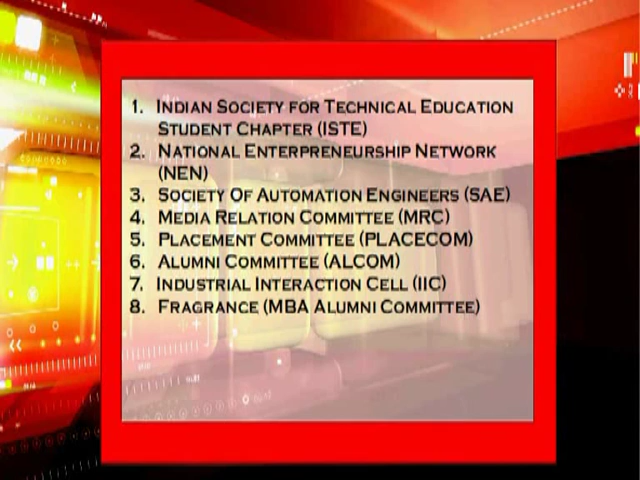 1. Indian Society for Technical Education
Student Chapter (ISTE)
2. National Enterpreneurship Network
(NEN)
3. Society Of Automation Engineers (SAE)
4. Media Relation Committee (MRC)
5. Placement Committee (PLACECOM)
6. Alumni Committee (ALCOM)
7. Industrial Interaction Cell (IIC)
8. Fragrance (MBA Alumni Committee)